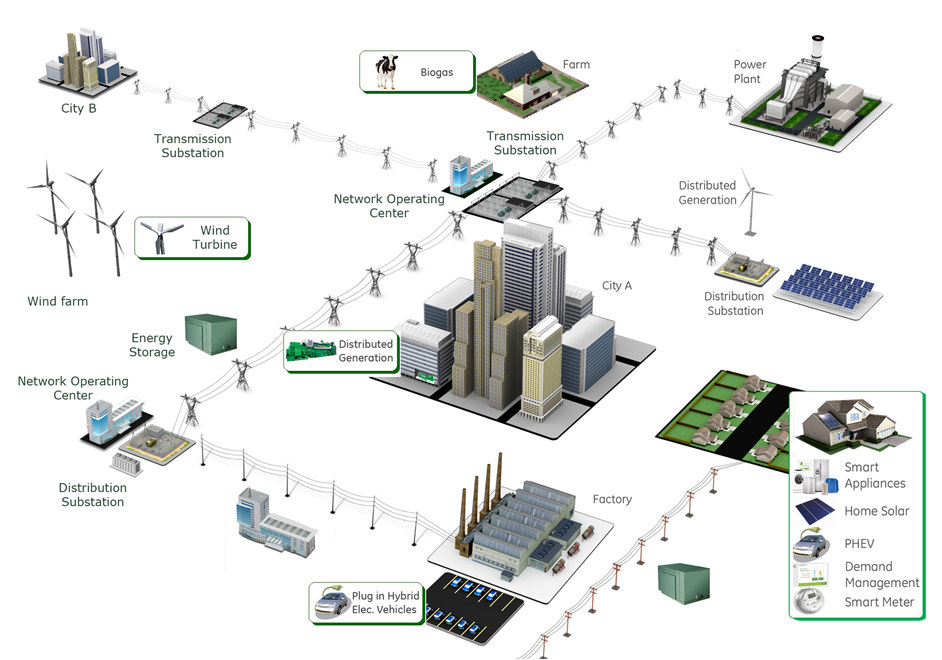 Biogas
Farm
Power
Plant
City B
Transmission
Substation
Transmission
Substation
Network Operating
Center
Distributed
Generation
Wind
Turbine
Wind farm
City A
Distribution
Substation
Energy
Storage
Distributed
Generation
Network Operating
Center
Distribution
Substation
Factory
Smart
Appliances
Home Solar
PHEV
Demand
Management
Smart Meter
Plug in Hybrid
Elec. Vehicles